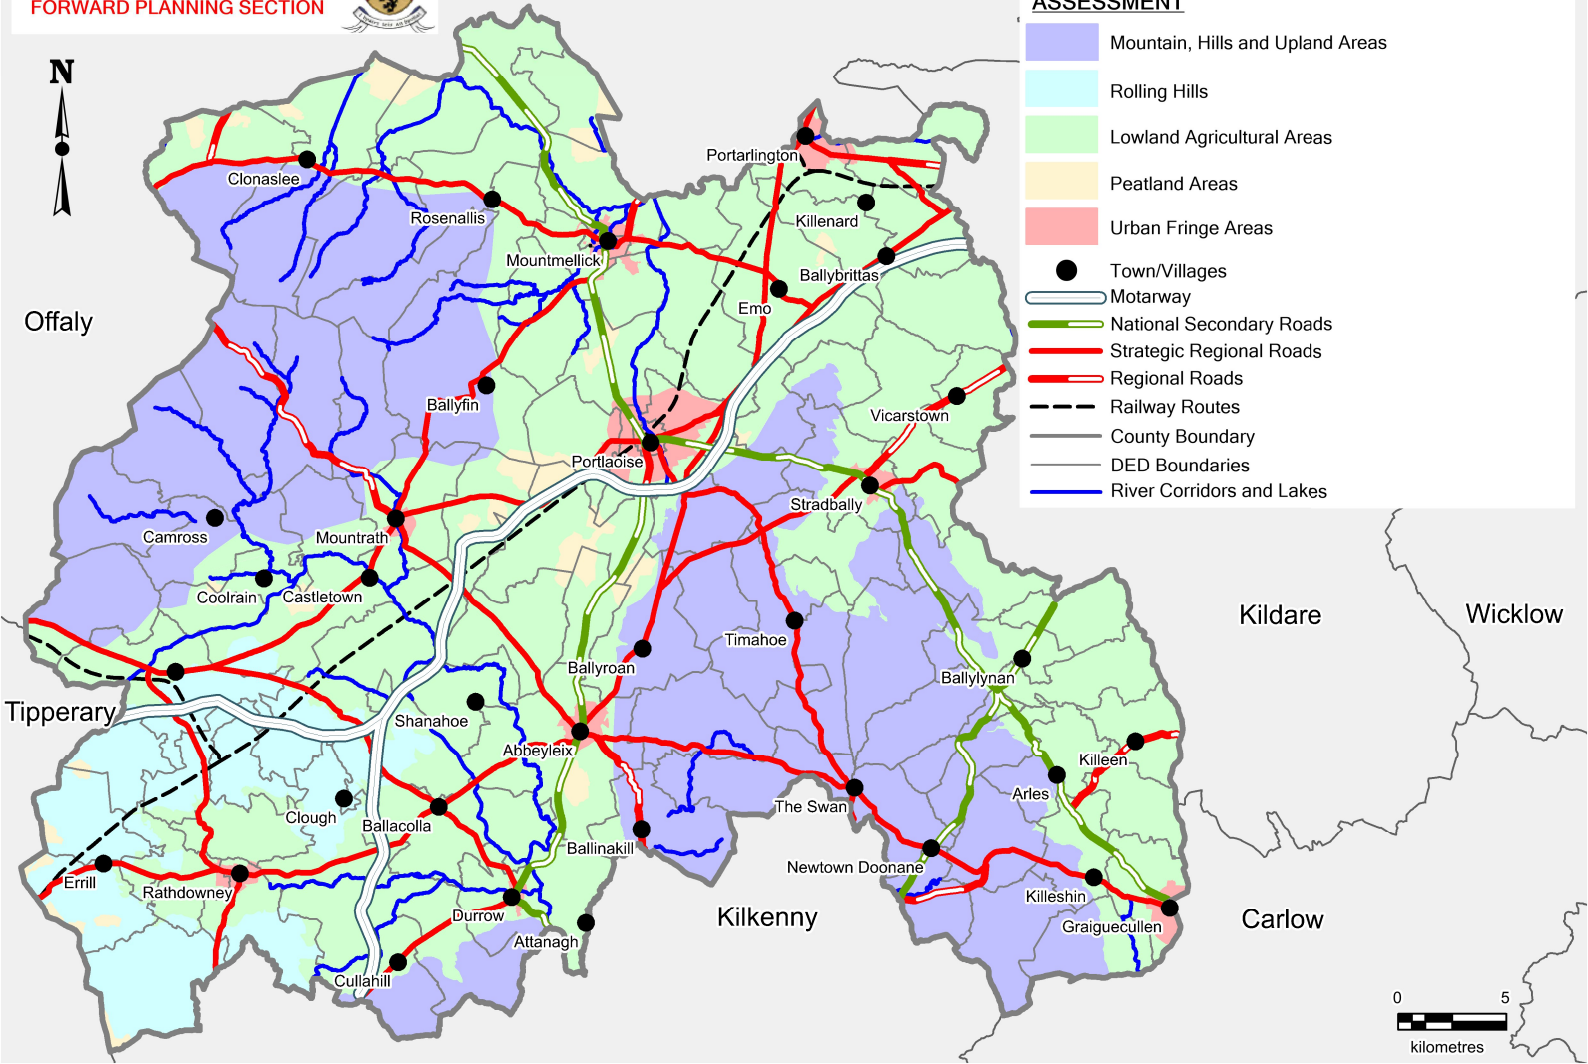 FORWARD PLANNING SECTION
ASSESSMENT
Mountain, Hills and Upland Areas
Rolling Hills
Lowland Agricultural Areas
Peatland Areas
Urban Fringe Areas
Town/Villages
Motarway
National Secondary Roads
Strategic Regional Roads
Regional Roads
Railway Routes
County Boundary
DED Boundaries
River Corridors and Lakes
N
Portarlington
Clonaslee
Rosenallis
Killenard
Mountmellick
Ballybrittas
Emo
Offaly
Ballyfin
Vicarstown
Portlaoise
Stradbally
Camross
Mountrath
Coolrain
Castletown
Kildare
Wicklow
Timahoe
Ballyroan
Ballylynan
Tipperary
Shanahoe
Abbeyleix
Killeen
Arles
The Swan
Clough
Ballacolla
Ballinakill
Newtown Doonane
Errill
Rathdowney
Killeshin
Durrow
Kilkenny
Graiguecullen
Carlow
Attanagh
Cullahill
0 5
kilometres